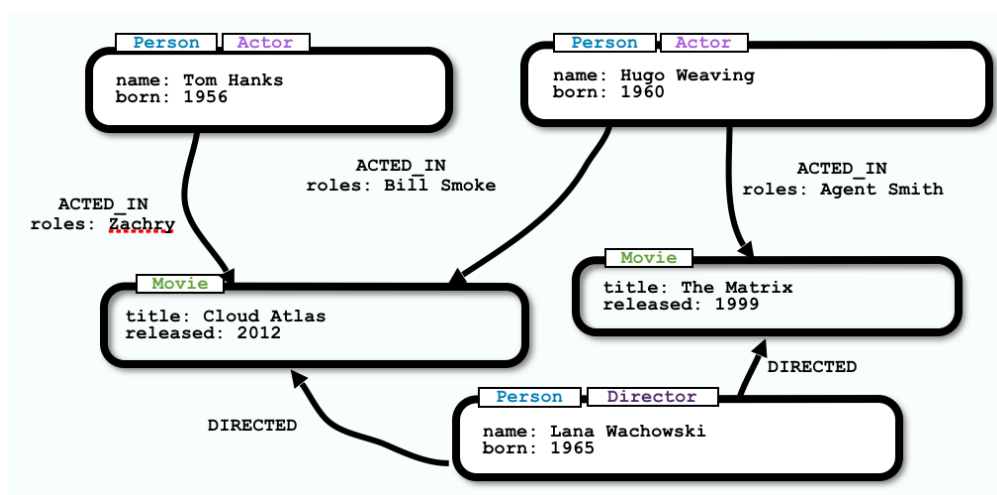 Person Actor
name: Tom Hanks
born: 1956
Person Actor
name: Hugo Weaving
born: 1960
ACTED_IN
roles: Zachry
ACTED_IN
roles: Bill Smoke
ACTED_IN
roles: Agent Smith
Movie
title: Cloud Atlas
released: 2012
Movie
title: The Matrix
released: 1999
DIRECTED
DIRECTED
Person Director
name: Lana Wachowski
born: 1965